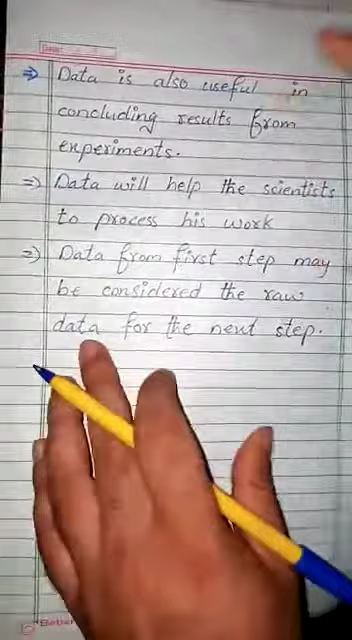 Date:
⇒ Data is also useful in
concluding results from
experiments.
⇒ Data will help the scientists
to process his work
⇒ Data from first step may
be considered the raw
data for the next step.